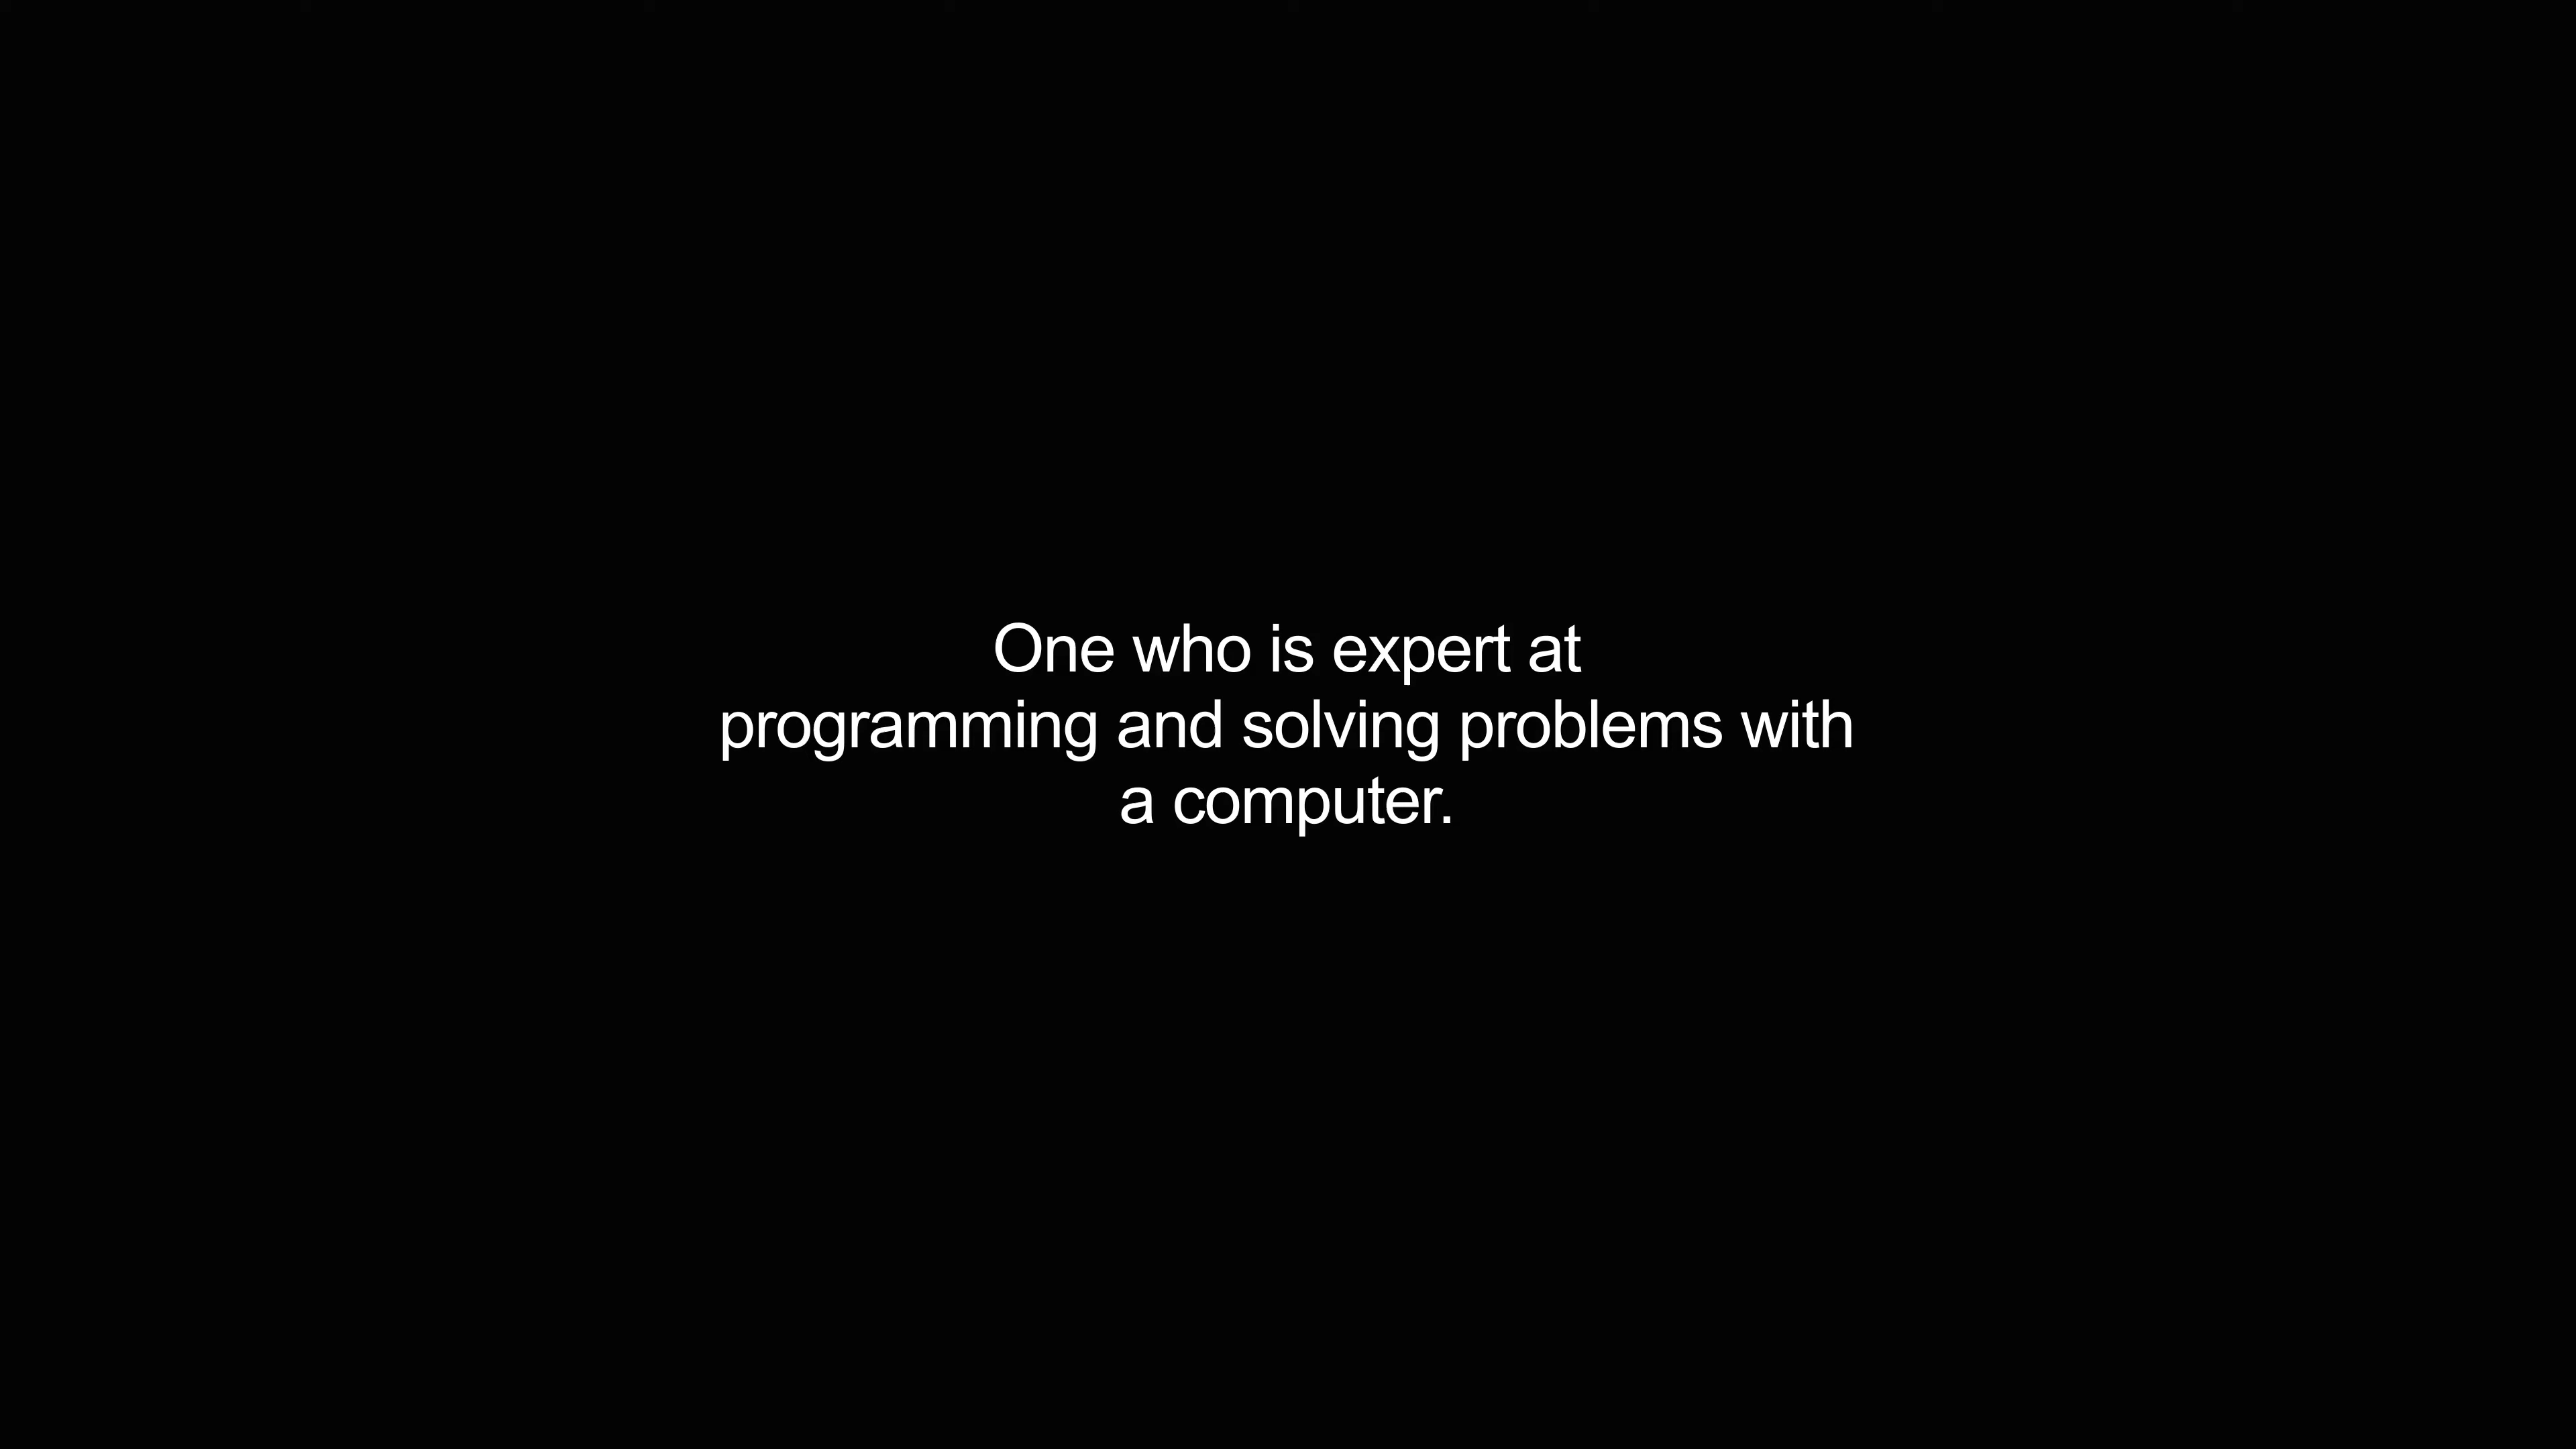 One who is expert at
programming and solving problems with
a computer.